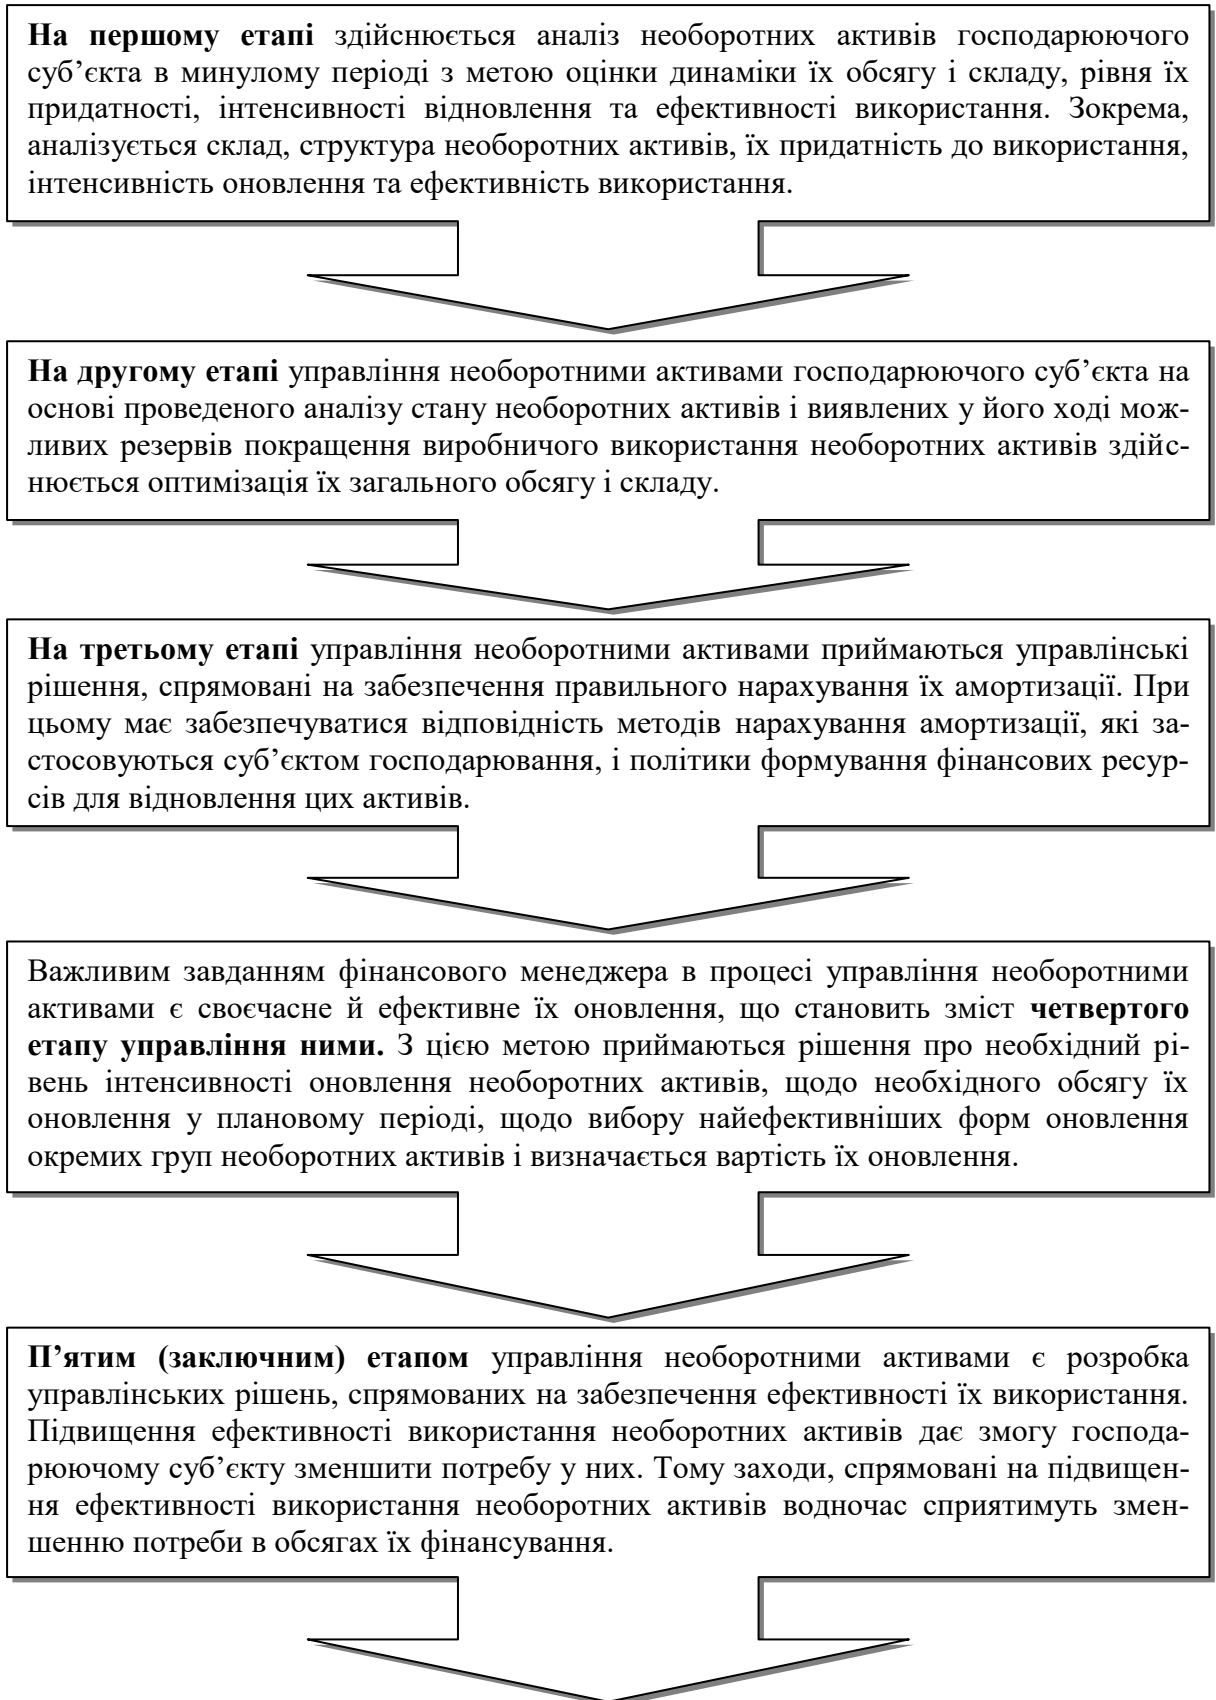 На першому етапі здійснюється аналіз необоротних активів господарюючого
суб’єкта в минулому періоді з метою оцінки динаміки їх обсягу і складу, рівня їх
придатності, інтенсивності відновлення та ефективності використання. Зокрема,
аналізується склад, структура необоротних активів, їх придатність до використання,
інтенсивність оновлення та ефективність використання.
На другому етапі управління необоротними активами господарюючого суб’єкта на
основі проведеного аналізу стану необоротних активів і виявлених у його ході мож-
ливих резервів покращення виробничого використання необоротних активів здійс-
нюється оптимізація їх загального обсягу і складу.
На третьому етапі управління необоротними активами приймаються управлінські
рішення, спрямовані на забезпечення правильного нарахування їх амортизації. При
цьому має забезпечуватися відповідність методів нарахування амортизації, які за-
стосовуються суб’єктом господарювання, і політики формування фінансових ресур-
сів для відновлення цих активів.
Важливим завданням фінансового менеджера в процесі управління необоротними
активами є своєчасне й ефективне їх оновлення, що становить зміст четвертого
етапу управління ними. З цією метою приймаються рішення про необхідний рі-
вень інтенсивності оновлення необоротних активів, щодо необхідного обсягу їх
оновлення у плановому періоді, щодо вибору найефективніших форм оновлення
окремих груп необоротних активів і визначається вартість їх оновлення.
П’ятим (заключним) етапом управління необоротними активами є розробка
управлінських рішень, спрямованих на забезпечення ефективності їх використання.
Підвищення ефективності використання необоротних активів дає змогу господа-
рюючому суб’єкту зменшити потребу у них. Тому заходи, спрямовані на підвищен-
ня ефективності використання необоротних активів водночас сприятимуть змен-
шенню потреби в обсягах їх фінансування.